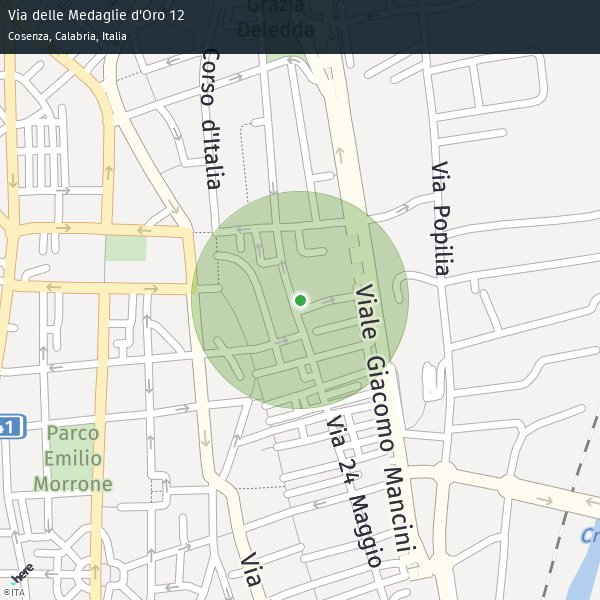 Via delle Medaglie d'Oro 12
Cosenza, Calabria, Italia
Grazia
Deledda
Corso d'Italia
Via Popilia
Viale Giacomo Mancini
41
Parco
Emilio
Morrone
Via 24 Maggio
Via
Cr
here
©ITA